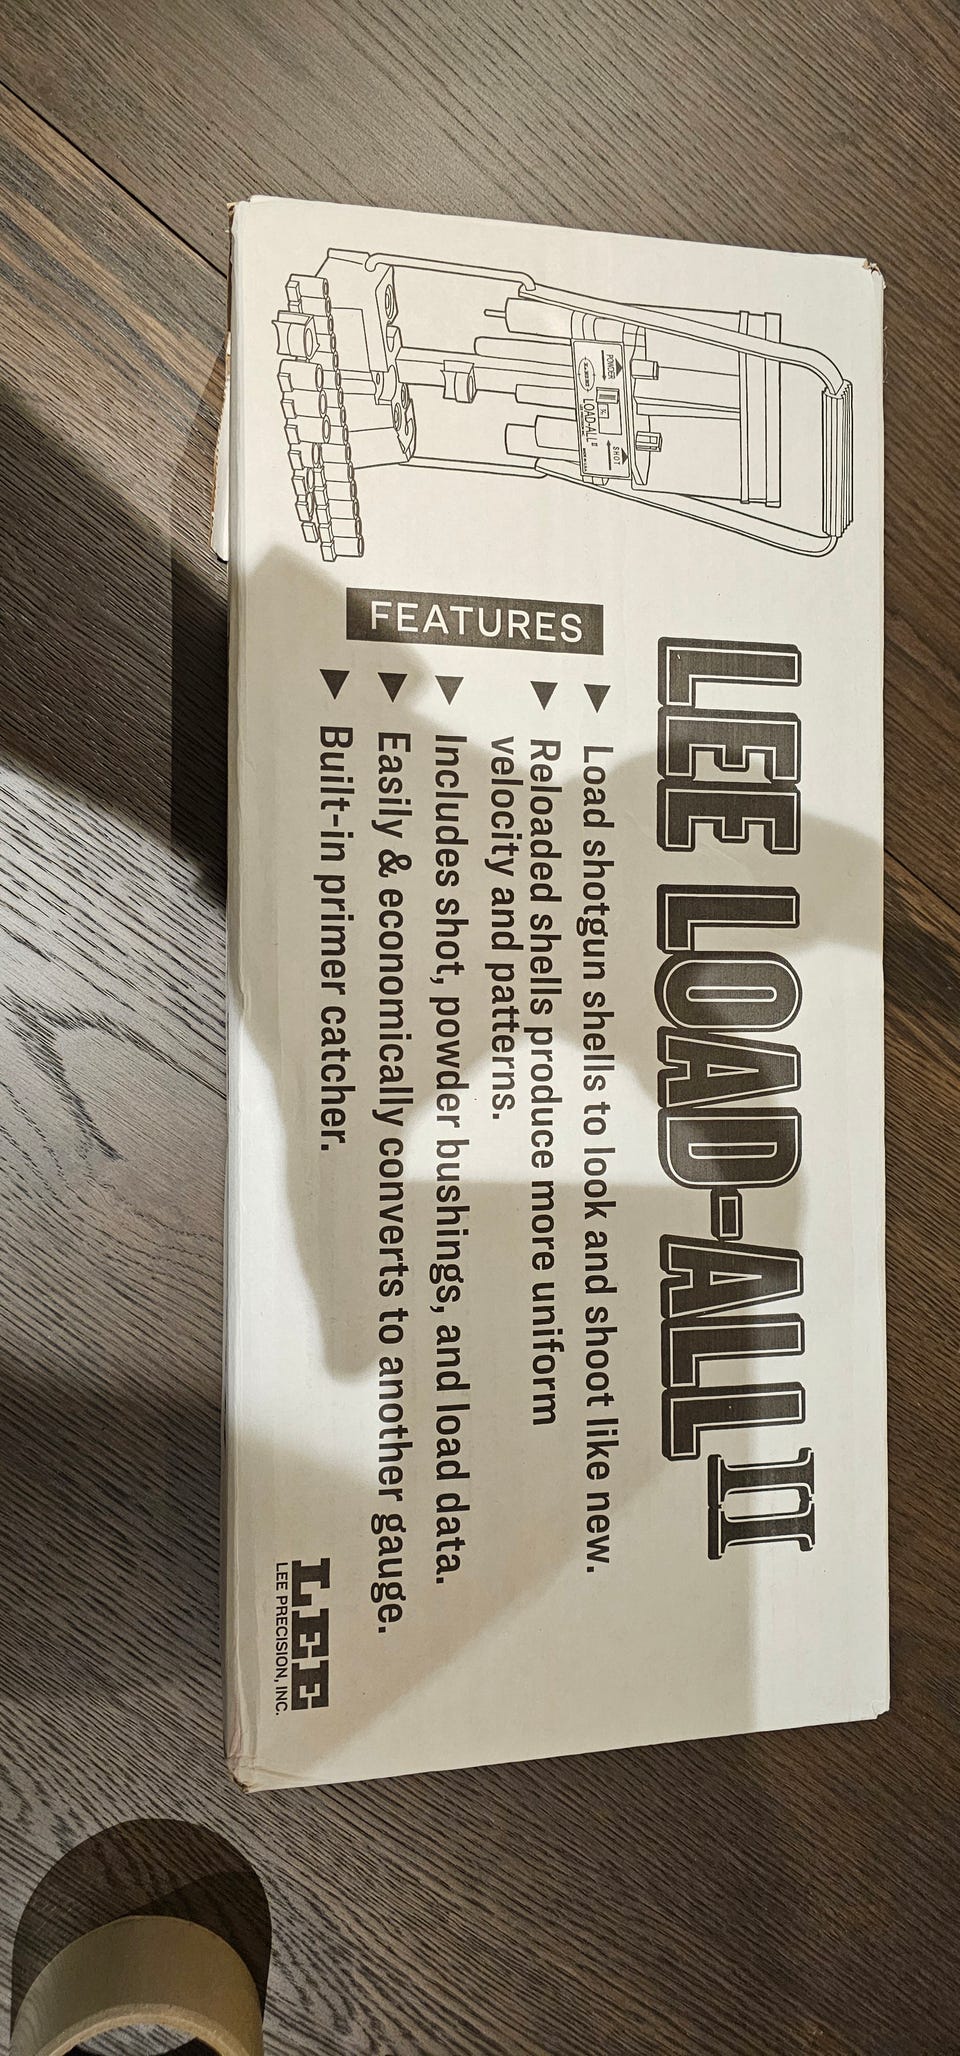 LEE LOAD-ALL II
FEATURES
Load shotgun shells to look and shoot like new.
Reloaded shells produce more uniform
velocity and patterns.
Includes shot, powder bushings, and load data.
Easily & economically converts to another gauge.
Built-in primer catcher.
POWDER
LEE
LOAD-ALL II
SHOT
LEE
LEE PRECISION, INC.